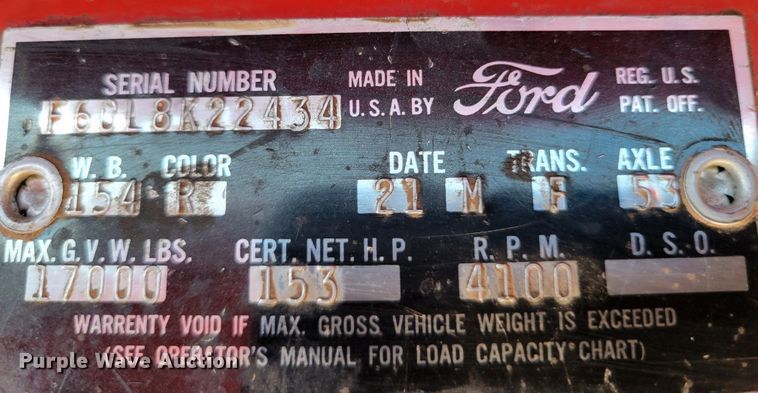 SERIAL NUMBER MADE IN Ford REG. U.S.
F60L8K22434 U.S.A. BY PAT. OFF.
W.B. COLOR DATE TRANS. AXLE
154 R 21 M F 53
MAX. G.V.W. LBS. CERT. NET. H.P. R.P.M. D.S.O.
17000 153 4100
WARRENTY VOID IF MAX. GROSS VEHICLE WEIGHT IS EXCEEDED
(SEE OPERATOR'S MANUAL FOR LOAD CAPACITY CHART)
Purple Wave Auction